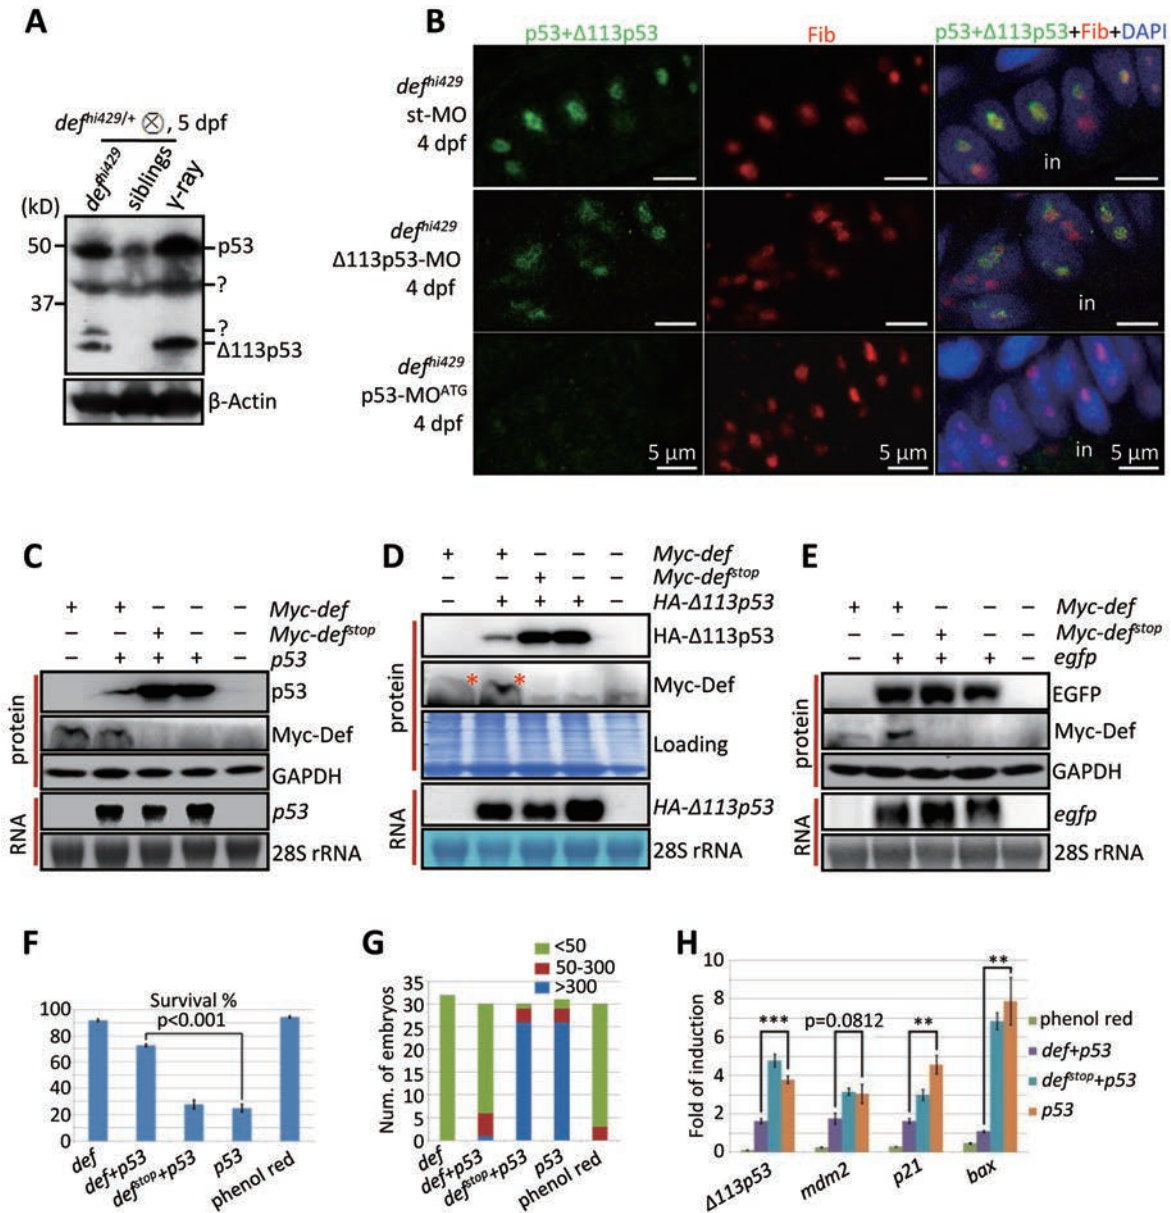 A
def^hi429/+ ⊗, 5 dpf
def^hi429
siblings
γ-ray
(kD)
50
37
p53
?
?
Δ113p53
β-Actin
B
p53+Δ113p53
Fib
p53+Δ113p53+Fib+DAPI
def^hi429
st-MO
4 dpf
in
def^hi429
Δ113p53-MO
4 dpf
in
def^hi429
p53-MO^ATG
4 dpf
5 μm
5 μm
in
5 μm
C
+ + − − − Myc-def
− − + − − Myc-def^stop
− + + + − p53
protein
p53
Myc-Def
GAPDH
RNA
p53
28S rRNA
D
+ + − − − Myc-def
− − + − − Myc-def^stop
− + + + − HA-Δ113p53
protein
HA-Δ113p53
* *
Myc-Def
Loading
RNA
HA-Δ113p53
28S rRNA
E
+ + − − − Myc-def
− − + − − Myc-def^stop
− + + + − egfp
protein
EGFP
Myc-Def
GAPDH
RNA
egfp
28S rRNA
F
Survival %
p<0.001
100
80
60
40
20
0
def
def+p53
def^stop+p53
p53
phenol red
G
<50
50-300
>300
Num. of embryos
35
30
25
20
15
10
5
0
def
def+p53
def^stop+p53
p53
phenol red
H
Fold of induction
10
8
6
4
2
0
***
p=0.0812
**
**
Δ113p53
mdm2
p21
bax
phenol red
def+p53
def^stop+p53
p53